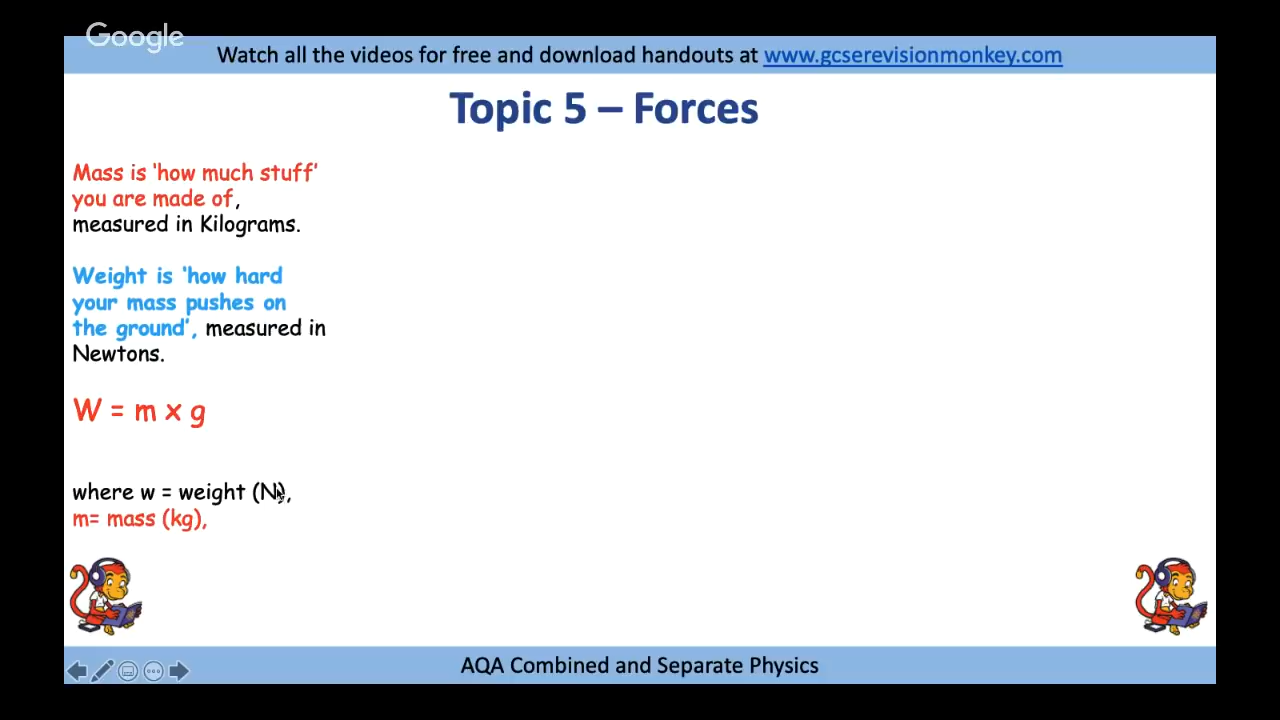 Google
Watch all the videos for free and download handouts at www.gcserevisionmonkey.com
Topic 5 – Forces
Mass is ‘how much stuff’
you are made of,
measured in Kilograms.
Weight is ‘how hard
your mass pushes on
the ground’, measured in
Newtons.
W = m x g
where w = weight (N),
m= mass (kg),
AQA Combined and Separate Physics